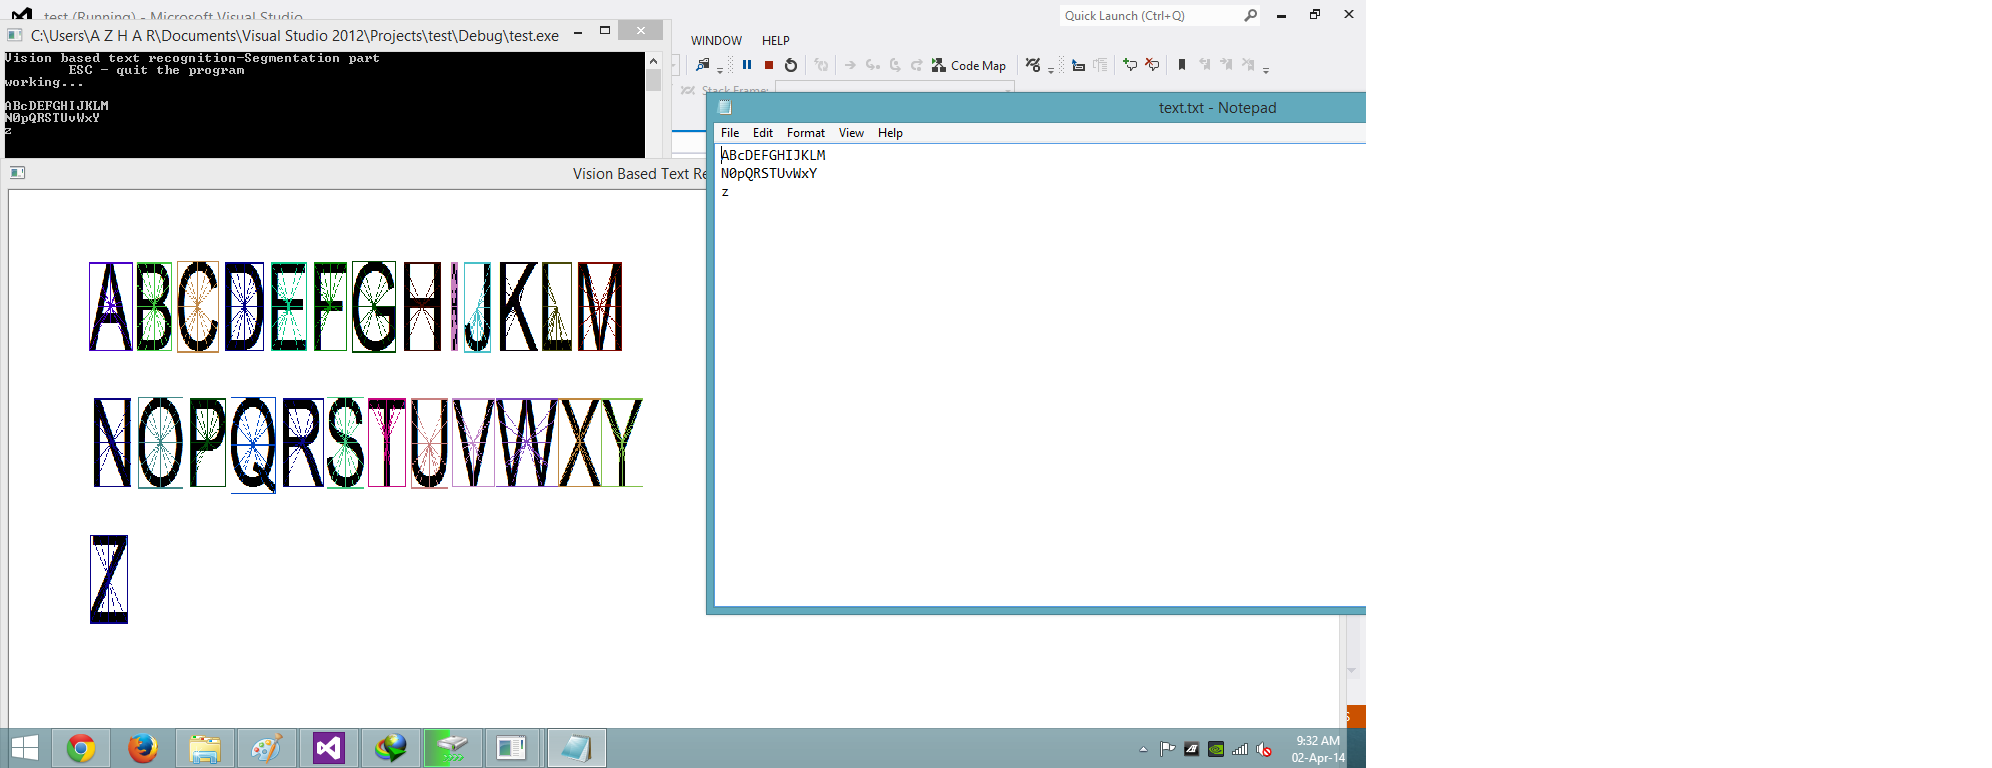 test (Running) - Microsoft Visual Studio
Quick Launch (Ctrl+Q)
C:\Users\A Z H A R\Documents\Visual Studio 2012\Projects\test\Debug\test.exe
WINDOW HELP
Code Map
Stack Frame:
Vision based text recognition-Segmentation part
ESC - quit the program
working...
ABcDEFGHIJKLM
N0pQRSTUvWxY
z
text.txt - Notepad
File Edit Format View Help
ABcDEFGHIJKLM
N0pQRSTUvWxY
z
Vision Based Text Re
ABCDEFGHIJKLM
NOPQRSTUVWXY
Z
9:32 AM
02-Apr-14